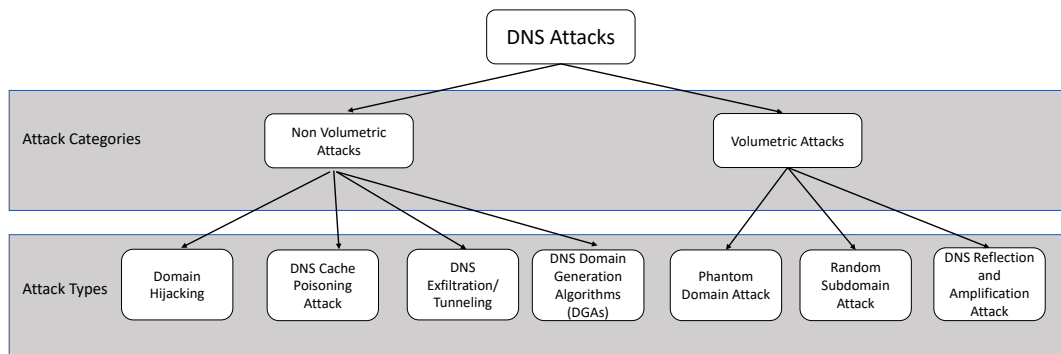 DNS Attacks
Attack Categories
Non Volumetric
Attacks
Volumetric Attacks
Attack Types
Domain
Hijacking
DNS Cache
Poisoning
Attack
DNS
Exfiltration/
Tunneling
DNS Domain
Generation
Algorithms
(DGAs)
Phantom
Domain Attack
Random
Subdomain
Attack
DNS Reflection
and
Amplification
Attack